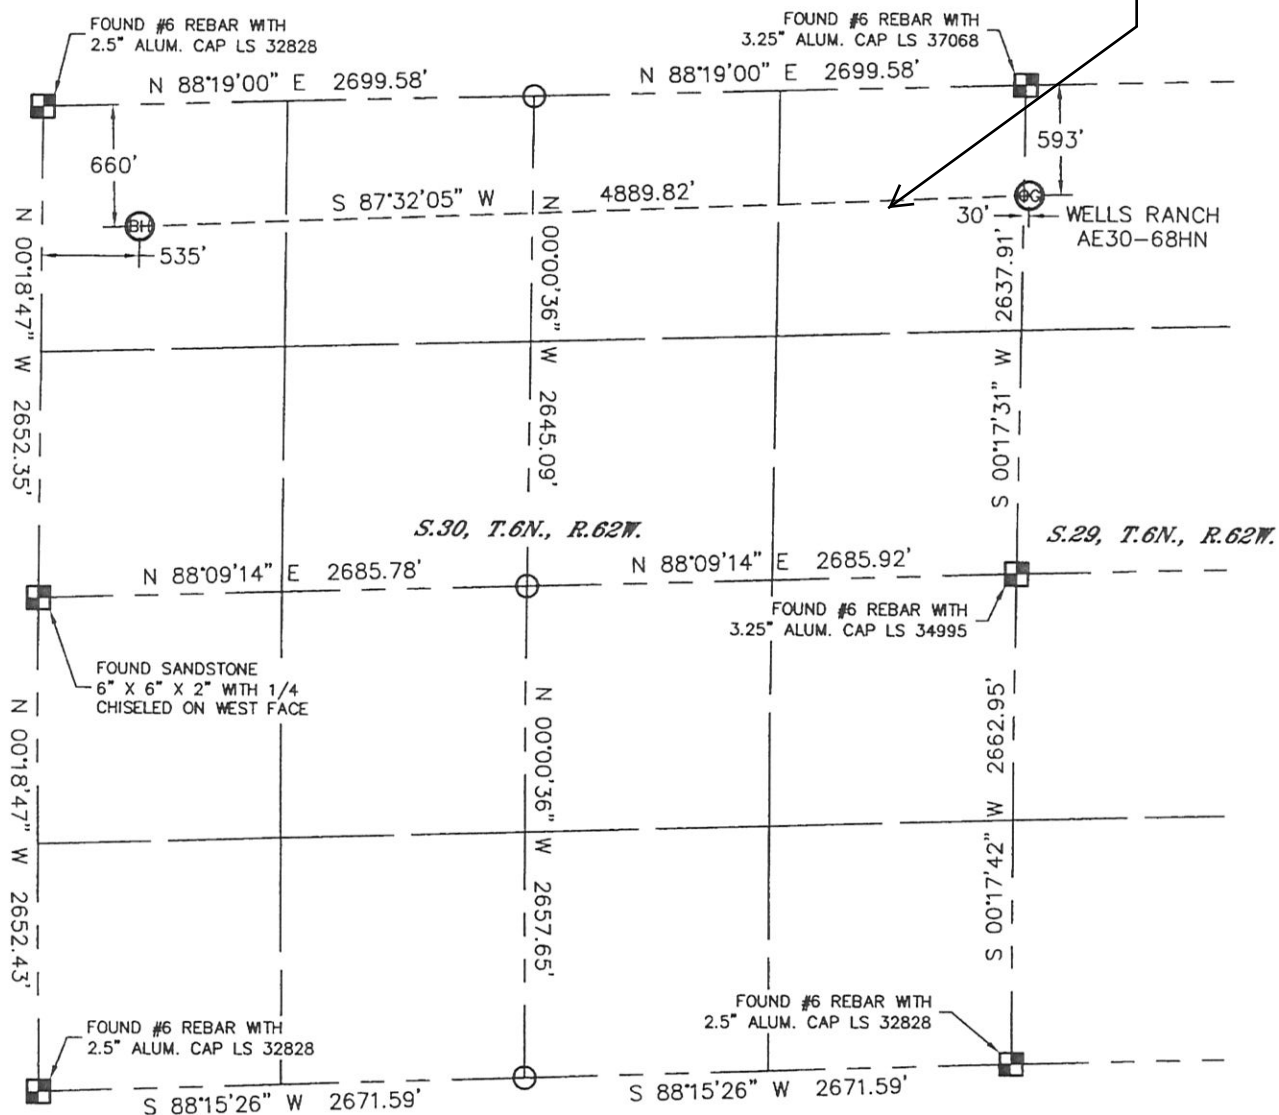 FOUND #6 REBAR WITH
2.5" ALUM. CAP LS 32828
FOUND #6 REBAR WITH
3.25" ALUM. CAP LS 37068
N 88°19'00" E 2699.58'
N 88°19'00" E 2699.58'
660'
593'
S 87°32'05" W 4889.82'
BH
535'
30'
WELLS RANCH
AE30-68HN
N 00°18'47" W 2652.35'
N 00°00'36" W 2645.09'
S 00°17'31" W 2637.91'
S.30, T.6N., R.62W.
S.29, T.6N., R.62W.
N 88°09'14" E 2685.78'
N 88°09'14" E 2685.92'
FOUND #6 REBAR WITH
3.25" ALUM. CAP LS 34995
FOUND SANDSTONE
6" X 6" X 2" WITH 1/4
CHISELED ON WEST FACE
N 00°18'47" W 2652.43'
N 00°00'36" W 2657.65'
S 00°17'42" W 2662.95'
FOUND #6 REBAR WITH
2.5" ALUM. CAP LS 32828
FOUND #6 REBAR WITH
2.5" ALUM. CAP LS 32828
S 88°15'26" W 2671.59'
S 88°15'26" W 2671.59'